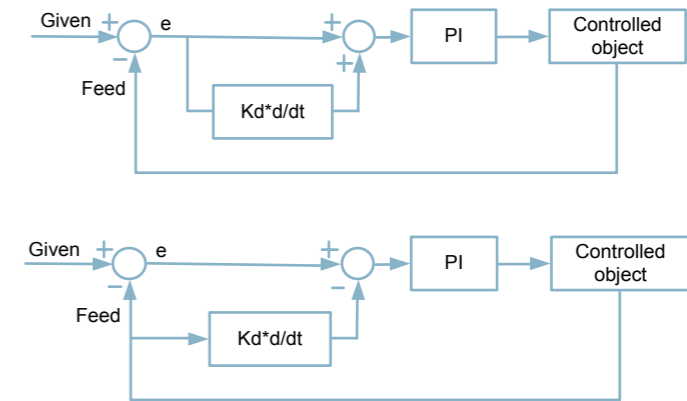 Given + e + PI Controlled
object
− +
Feed
Kd*d/dt
Given + e + PI Controlled
object
− −
Feed
Kd*d/dt